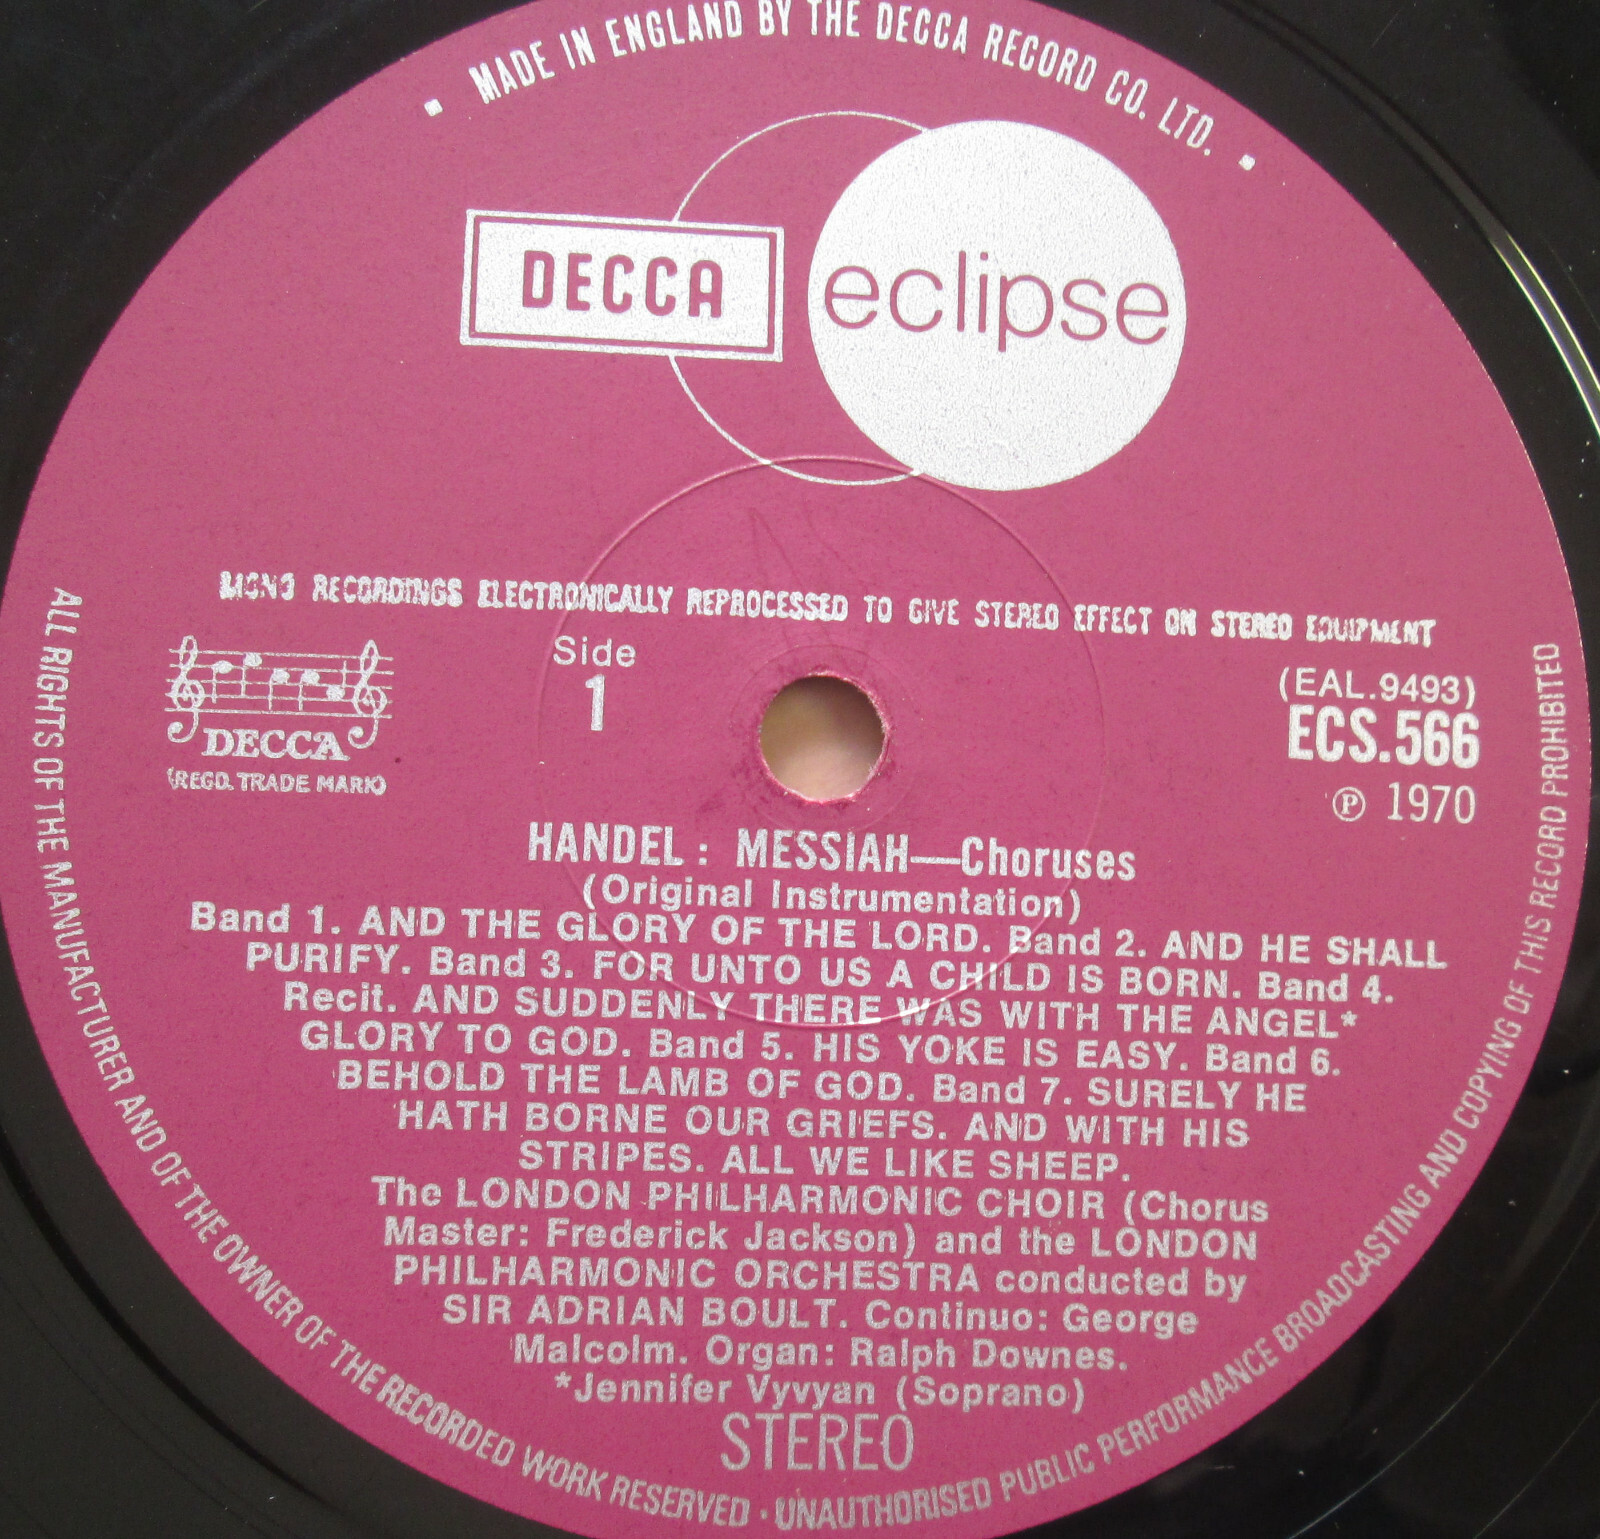 • MADE IN ENGLAND BY THE DECCA RECORD CO. LTD. •
DECCA
eclipse
MONO RECORDINGS ELECTRONICALLY REPROCESSED TO GIVE STEREO EFFECT ON STEREO EQUIPMENT
DECCA
(REGD. TRADE MARK)
Side
1
(EAL.9493)
ECS.566
℗ 1970
HANDEL: MESSIAH—Choruses
(Original Instrumentation)
Band 1. AND THE GLORY OF THE LORD. Band 2. AND HE SHALL
PURIFY. Band 3. FOR UNTO US A CHILD IS BORN. Band 4.
Recit. AND SUDDENLY THERE WAS WITH THE ANGEL*
GLORY TO GOD. Band 5. HIS YOKE IS EASY. Band 6.
BEHOLD THE LAMB OF GOD. Band 7. SURELY HE
HATH BORNE OUR GRIEFS. AND WITH HIS
STRIPES. ALL WE LIKE SHEEP.
The LONDON PHILHARMONIC CHOIR (Chorus
Master: Frederick Jackson) and the LONDON
PHILHARMONIC ORCHESTRA conducted by
SIR ADRIAN BOULT. Continuo: George
Malcolm. Organ: Ralph Downes.
*Jennifer Vyvyan (Soprano)
STEREO
ALL RIGHTS OF THE MANUFACTURER AND OF THE OWNER OF THE RECORDED WORK RESERVED · UNAUTHORISED PUBLIC PERFORMANCE BROADCASTING AND COPYING OF THIS RECORD PROHIBITED